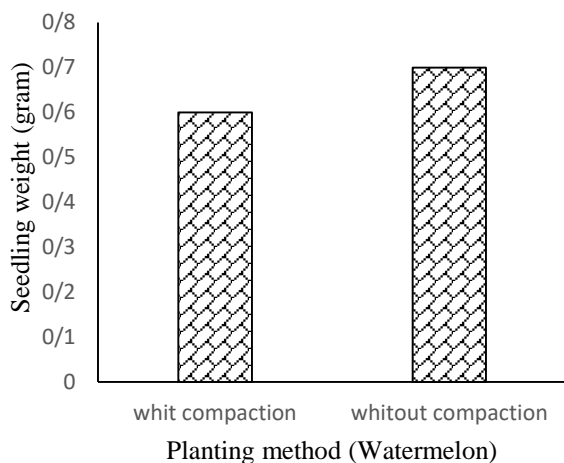 Seedling weight (gram)
0/8
0/7
0/6
0/5
0/4
0/3
0/2
0/1
0
whit compaction
whitout compaction
Planting method (Watermelon)